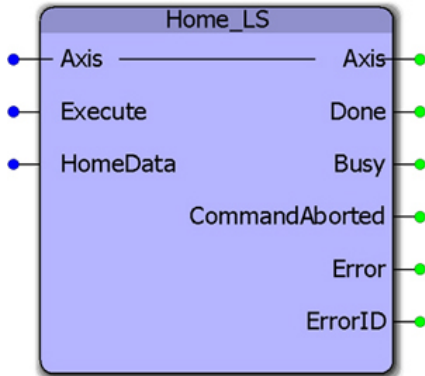 Home_LS
Axis Axis
Execute Done
HomeData Busy
CommandAborted
Error
ErrorID